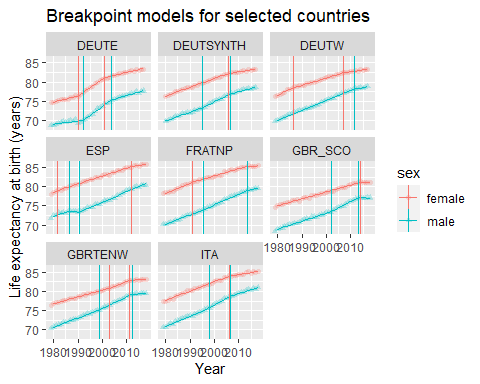 Breakpoint models for selected countries
DEUTE DEUTSYNTH DEUTW
85
80
75
70
ESP FRATNP GBR_SCO
85
80
75
70
GBRTENW ITA
1980 1990 2000 2010
85
80
75
70
1980 1990 2000 2010 1980 1990 2000 2010
Life expectancy at birth (years)
Year
sex
female
male